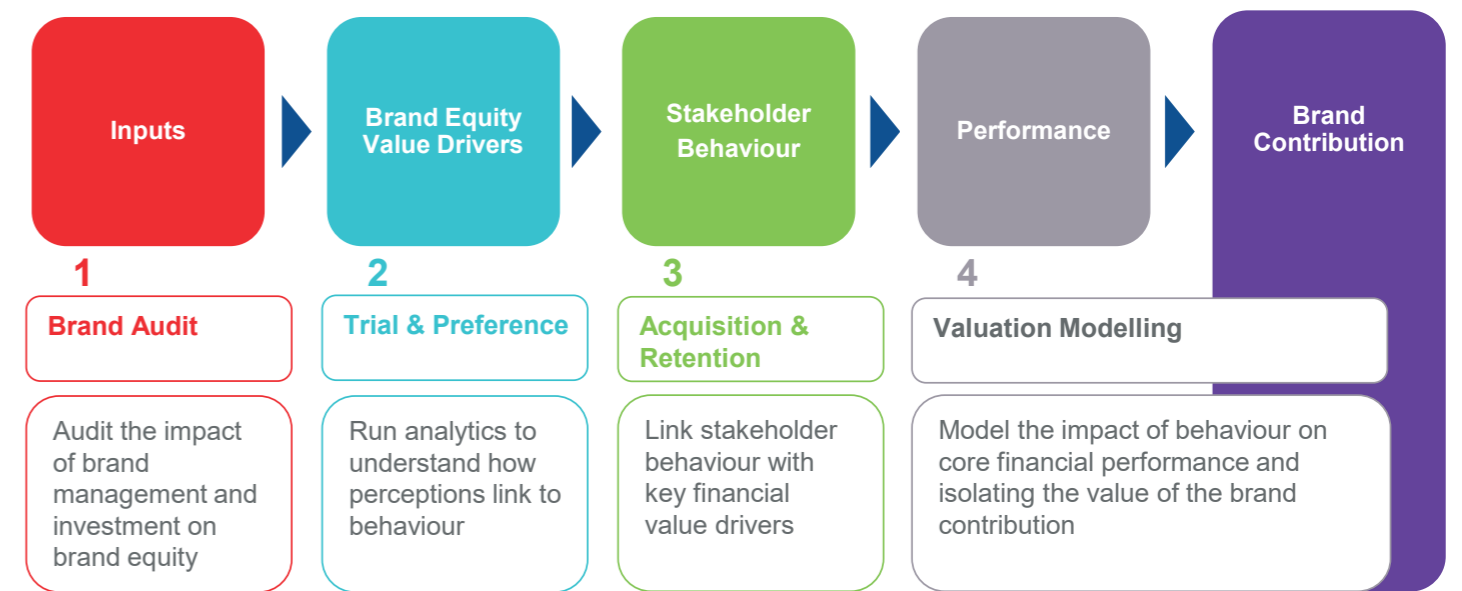 Inputs
Brand Equity
Value Drivers
Stakeholder
Behaviour
Performance
Brand
Contribution
1
Brand Audit
Audit the impact
of brand
management and
investment on
brand equity
2
Trial & Preference
Run analytics to
understand how
perceptions link to
behaviour
3
Acquisition &
Retention
Link stakeholder
behaviour with
key financial
value drivers
4
Valuation Modelling
Model the impact of behaviour on
core financial performance and
isolating the value of the brand
contribution